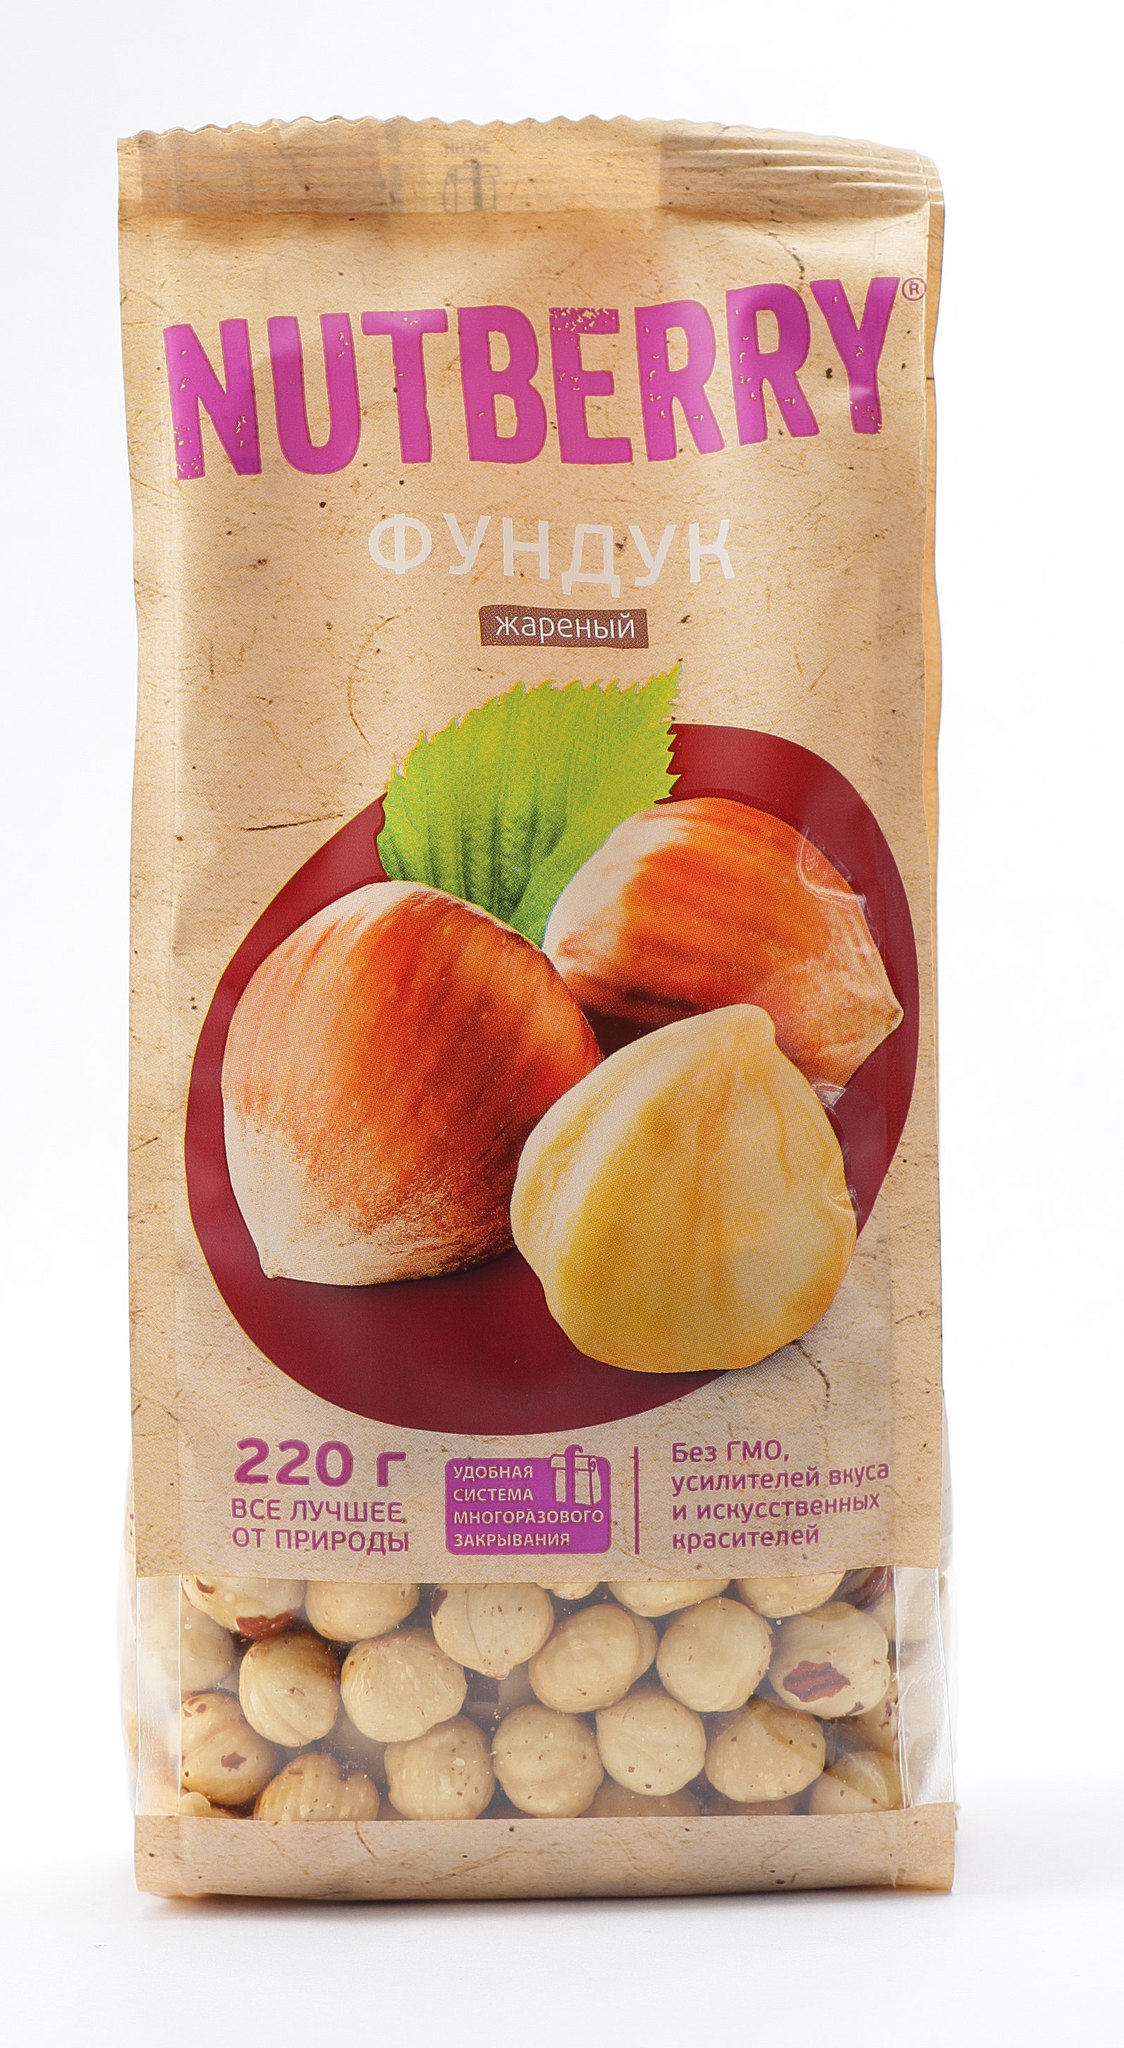 NUTBERRY®
ФУНДУК
жареный
220 г
ВСЕ ЛУЧШЕЕ
ОТ ПРИРОДЫ
УДОБНАЯ
СИСТЕМА
МНОГОРАЗОВОГО
ЗАКРЫВАНИЯ
Без ГМО,
усилителей вкуса
и искусственных
красителей